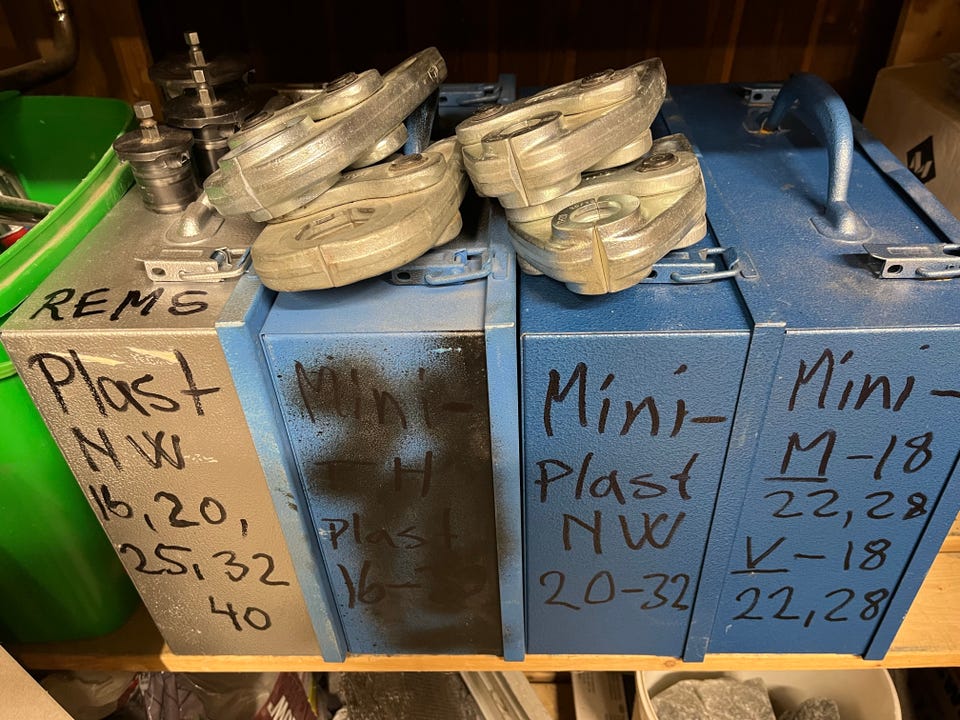 REMS
Plast
NW
16, 20,
25, 32
40
Mini-
TH
Plast
Mini-
Plast
NW
20-32
Mini-
M-18
22, 28
V-18
22, 28